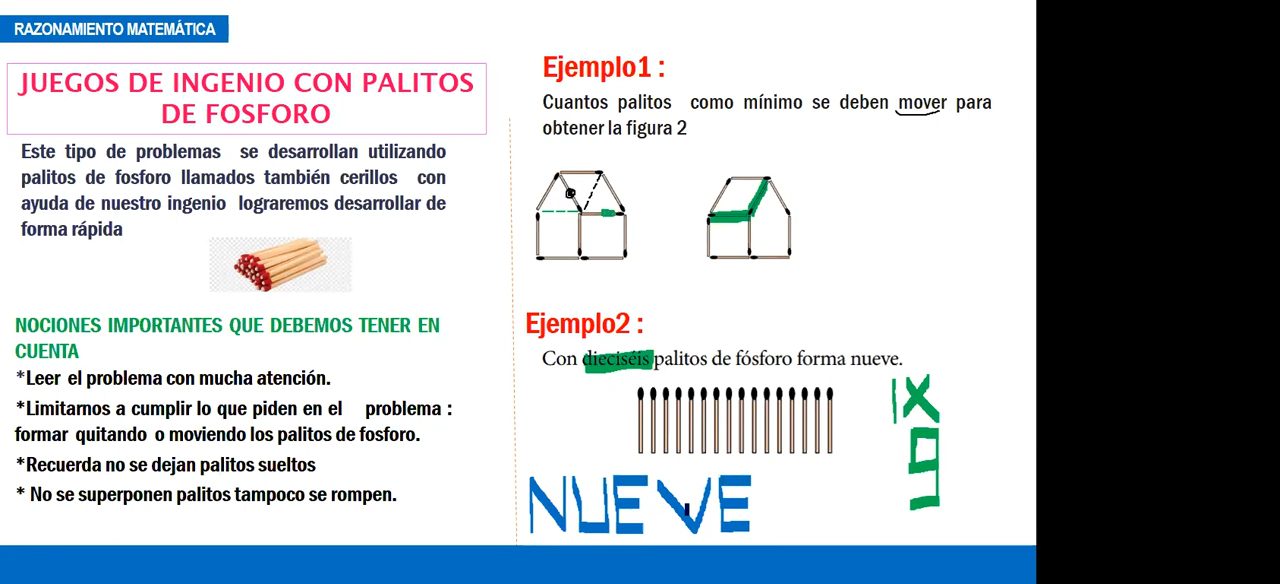 RAZONAMIENTO MATEMÁTICA
JUEGOS DE INGENIO CON PALITOS
DE FOSFORO
Este tipo de problemas se desarrollan utilizando
palitos de fosforo llamados también cerillos con
ayuda de nuestro ingenio lograremos desarrollar de
forma rápida
NOCIONES IMPORTANTES QUE DEBEMOS TENER EN
CUENTA
*Leer el problema con mucha atención.
*Limitarnos a cumplir lo que piden en el problema :
formar quitando o moviendo los palitos de fosforo.
*Recuerda no se dejan palitos sueltos
* No se superponen palitos tampoco se rompen.
Ejemplo1 :
Cuantos palitos como mínimo se deben mover para
obtener la figura 2
Ejemplo2 :
Con dieciséis palitos de fósforo forma nueve.
IX
9
NUEVE